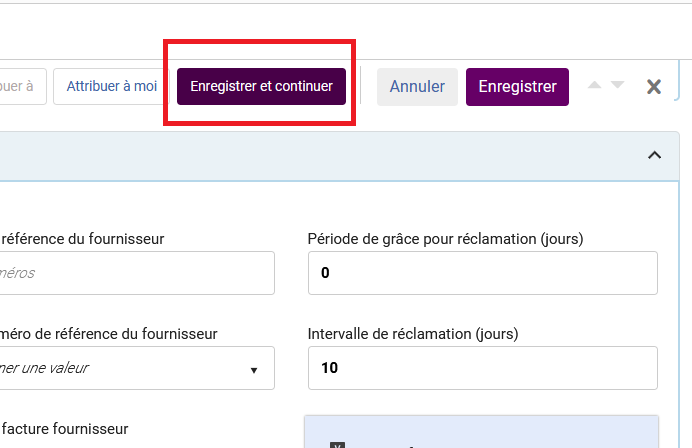 buer à Attribuer à moi Enregistrer et continuer Annuler Enregistrer
référence du fournisseur Période de grâce pour réclamation (jours)
méros 0
méro de référence du fournisseur Intervalle de réclamation (jours)
ner une valeur 10
facture fournisseur